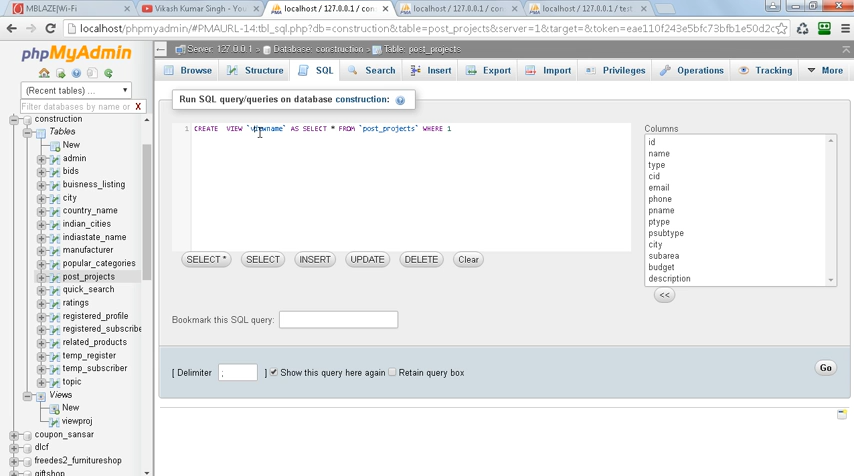 MBLAZE|Wi-Fi
Vikash Kumar Singh - Yo
localhost / 127.0.0.1 / con
localhost / 127.0.0.1 / con
localhost / 127.0.0.1 / test
localhost/phpmyadmin/#PMAURL-14:tbl_sql.php?db=construction&table=post_projects&server=1&target=&token=eae110f243e5bfc73bfb1e50d2c
phpMyAdmin
(Recent tables) ...
Filter databases by name or
X
construction
Tables
New
admin
bids
buisness_listing
city
country_name
indian_cities
indiastate_name
manufacturer
popular_categories
post_projects
quick_search
ratings
registered_profile
registered_subscribe
related_products
temp_register
temp_subscriber
topic
Views
New
viewproj
coupon_sansar
dlcf
freedes2_furnitureshop
giftshop
Server: 127.0.0.1 » Database: construction » Table: post_projects
Browse Structure SQL Search Insert Export Import Privileges Operations Tracking More
Run SQL query/queries on database construction:
1 CREATE VIEW `viewname` AS SELECT * FROM `post_projects` WHERE 1
Columns
id
name
type
cid
email
phone
pname
ptype
psubtype
city
subarea
budget
description
<<
SELECT * SELECT INSERT UPDATE DELETE Clear
Bookmark this SQL query:
[ Delimiter ; ] Show this query here again Retain query box
Go